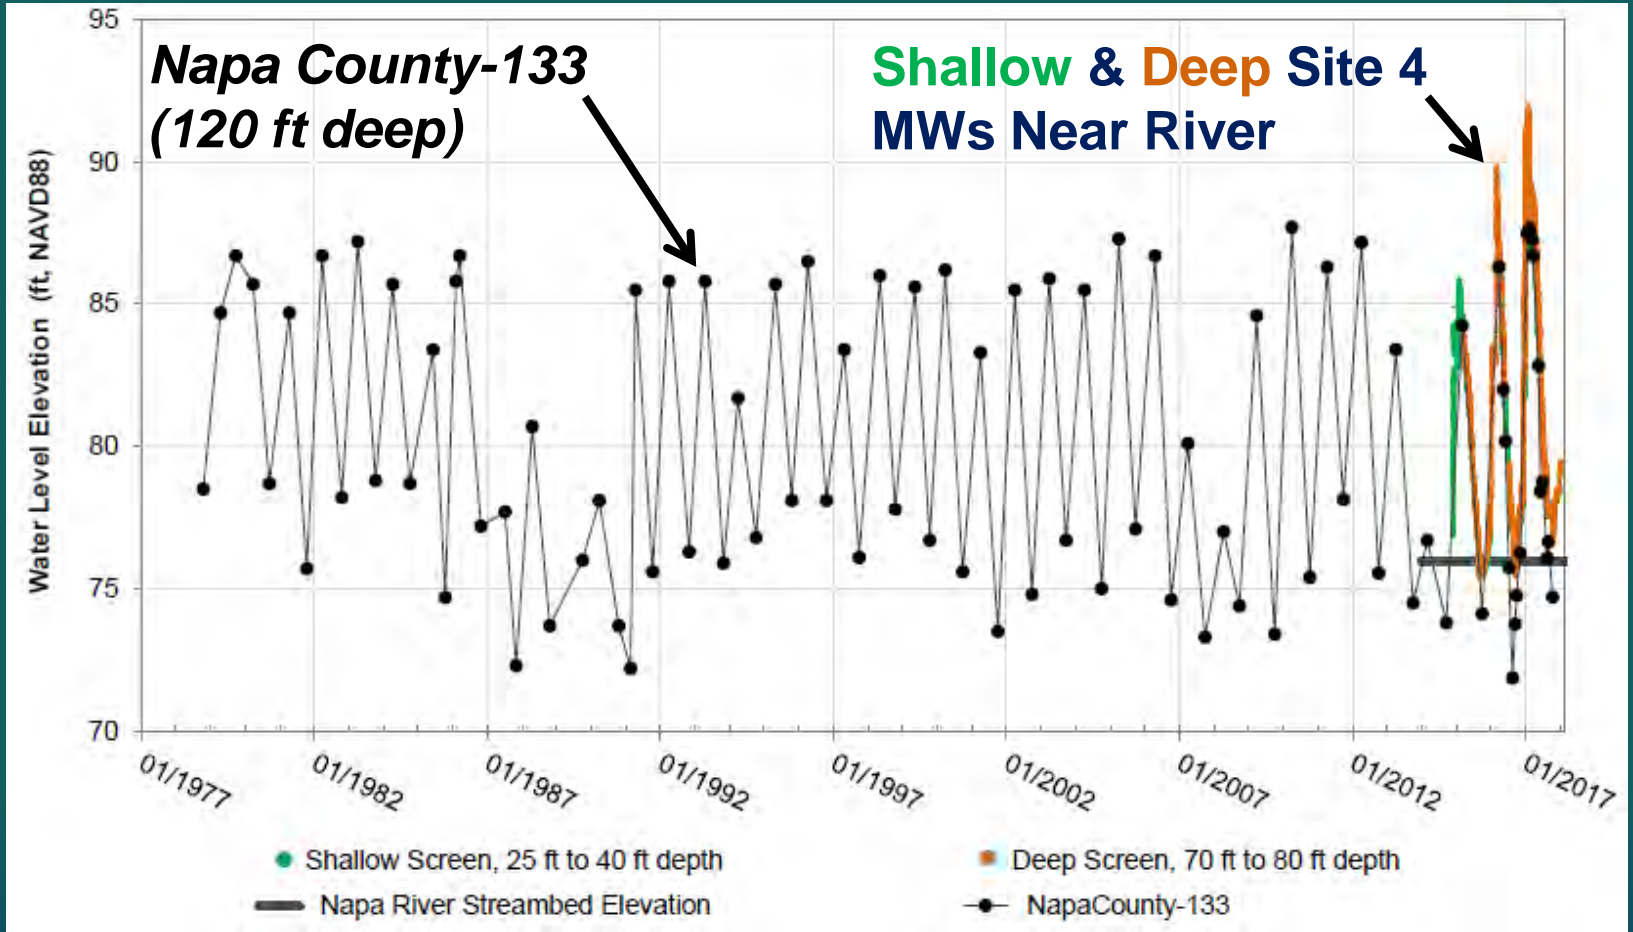 95
Napa County-133
(120 ft deep)
Shallow & Deep Site 4
MWs Near River
90
85
80
75
70
Water Level Elevation (ft, NAVD88)
01/1977
01/1982
01/1987
01/1992
01/1997
01/2002
01/2007
01/2012
01/2017
Shallow Screen, 25 ft to 40 ft depth
Deep Screen, 70 ft to 80 ft depth
Napa River Streambed Elevation
NapaCounty-133